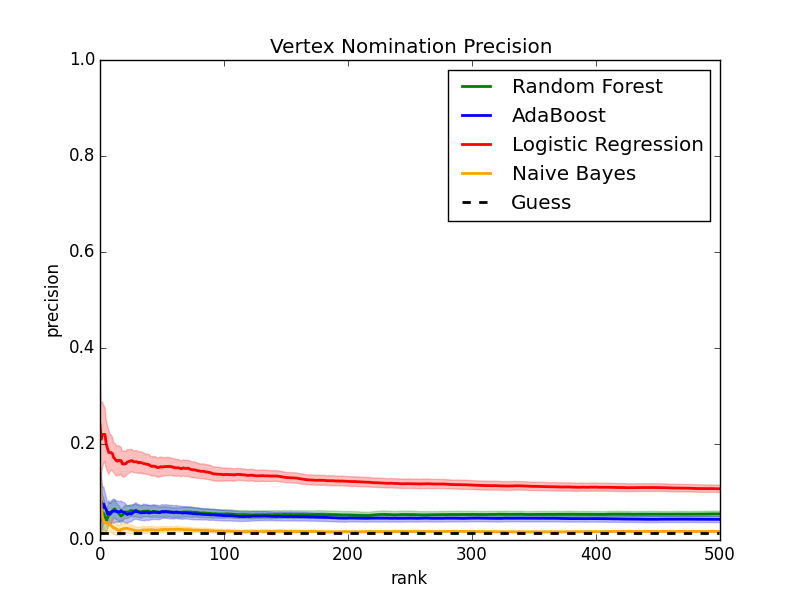 Vertex Nomination Precision
1.0
0.8
0.6
0.4
0.2
0.0
precision
Random Forest
AdaBoost
Logistic Regression
Naive Bayes
Guess
0 100 200 300 400 500
rank